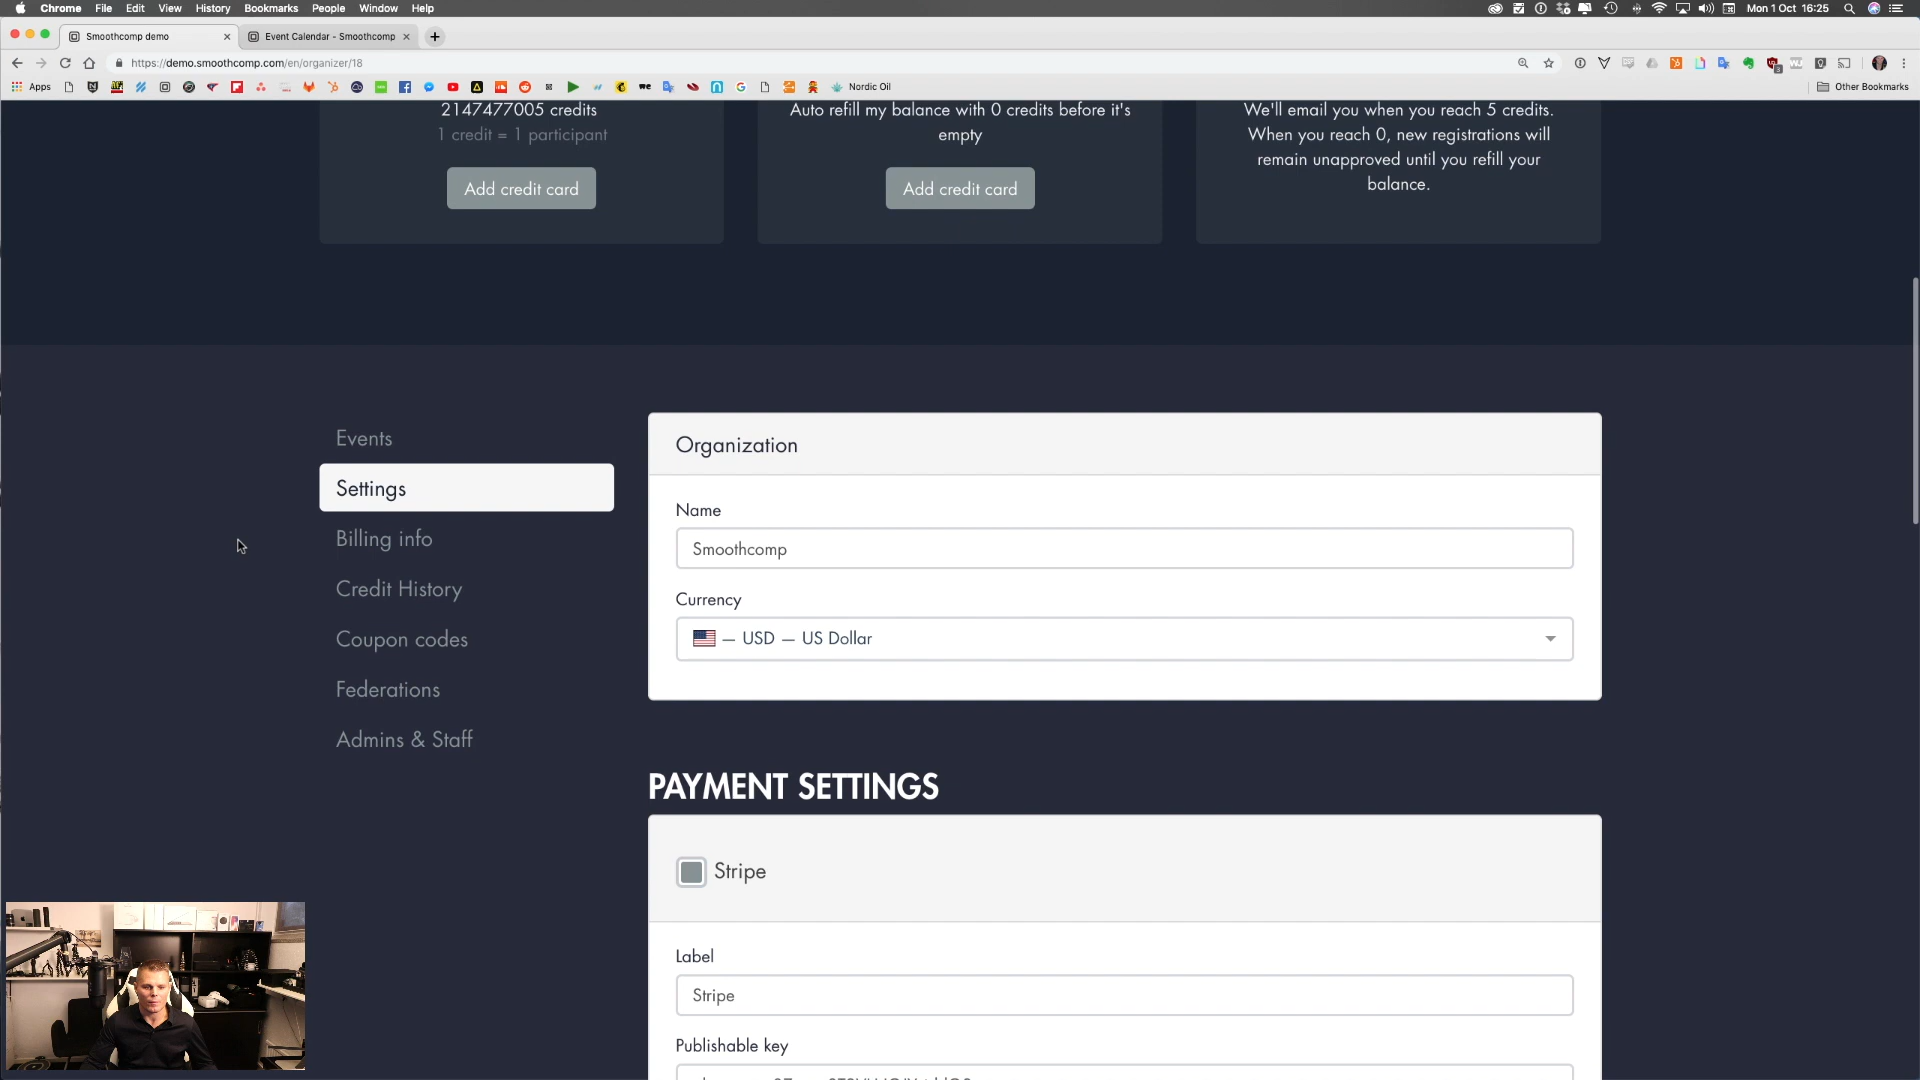 Chrome File Edit View History Bookmarks People Window Help
Mon 1 Oct 16:25
Smoothcomp demo
Event Calendar - Smoothcomp
https://demo.smoothcomp.com/en/organizer/18
Apps
Nordic Oil
Other Bookmarks
2147477005 credits
1 credit = 1 participant
Add credit card
Auto refill my balance with 0 credits before it's
empty
Add credit card
We'll email you when you reach 5 credits.
When you reach 0, new registrations will
remain unapproved until you refill your
balance.
Events
Settings
Billing info
Credit History
Coupon codes
Federations
Admins & Staff
Organization
Name
Smoothcomp
Currency
— USD — US Dollar
PAYMENT SETTINGS
Stripe
Label
Stripe
Publishable key